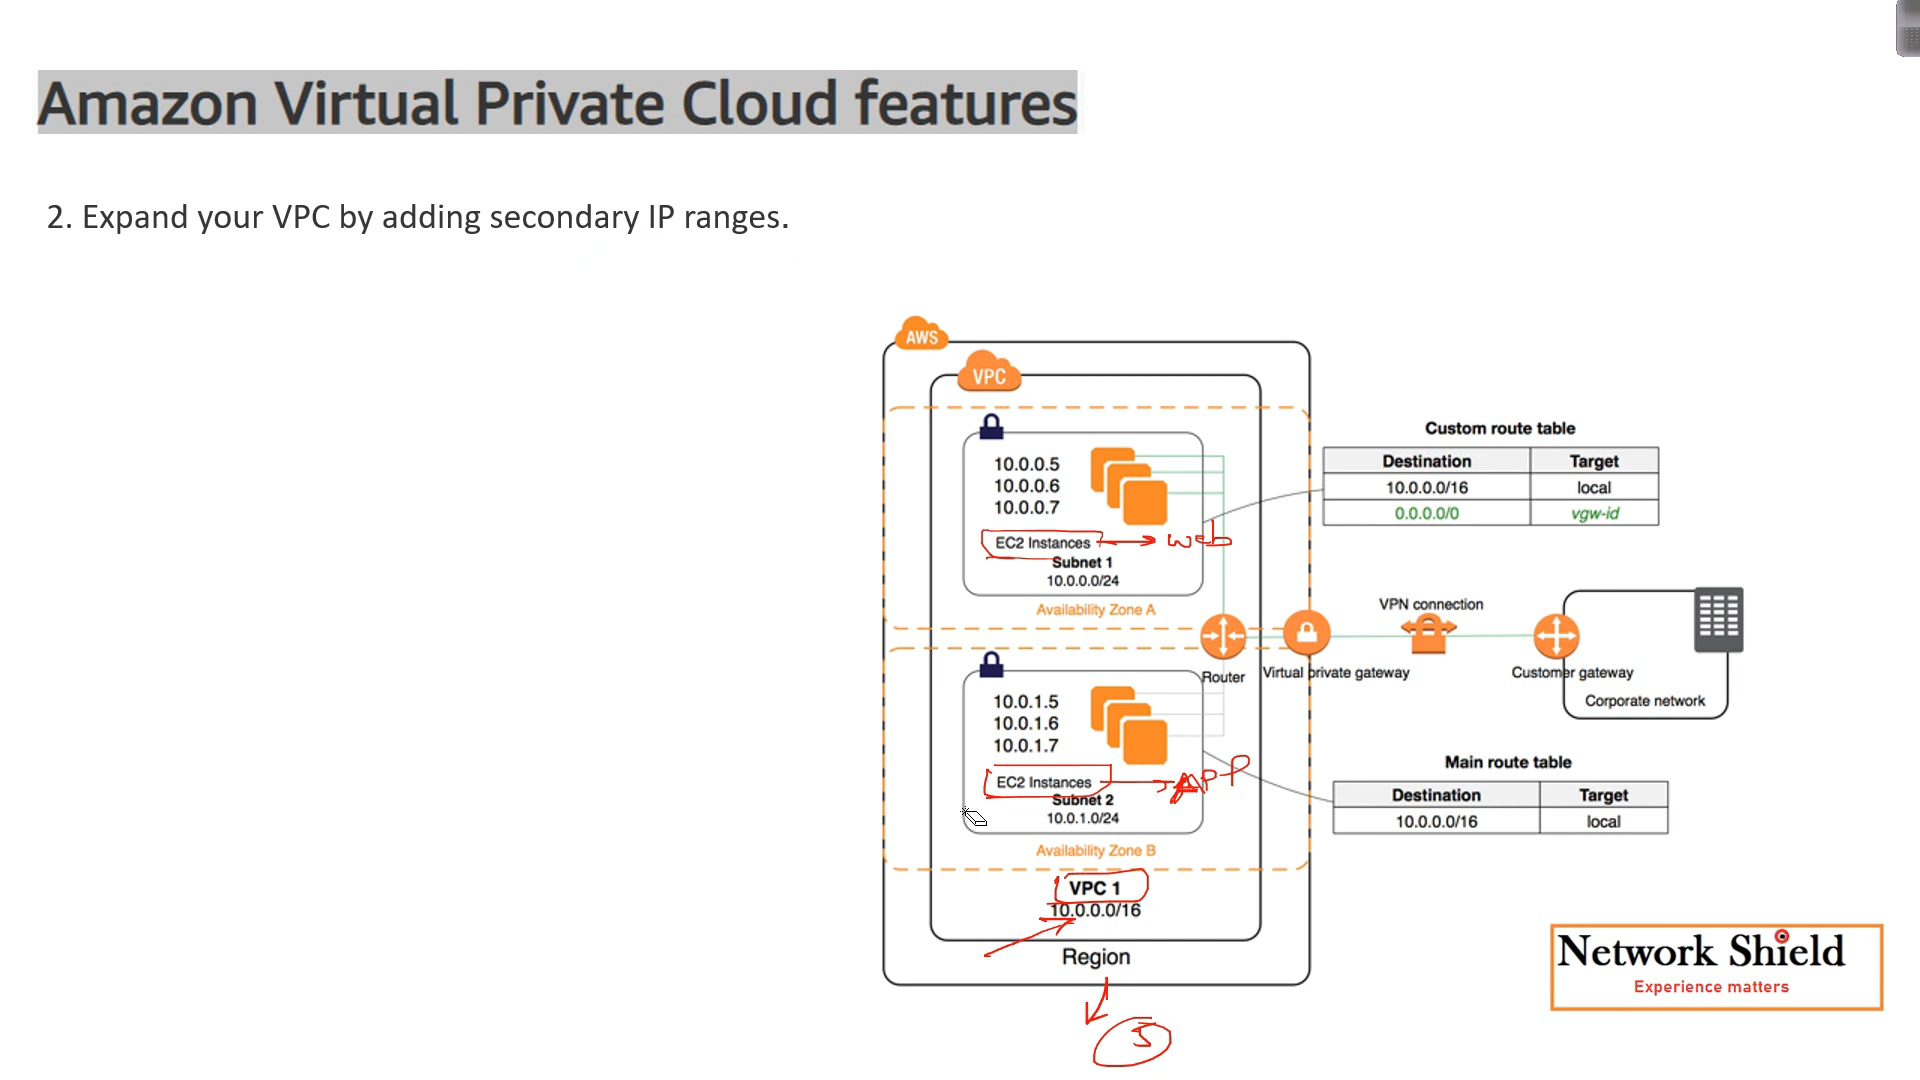 Amazon Virtual Private Cloud features
2. Expand your VPC by adding secondary IP ranges.
AWS
VPC
10.0.0.5
10.0.0.6
10.0.0.7
EC2 Instances
web
Subnet 1
10.0.0.0/24
Availability Zone A
Custom route table
Destination Target
10.0.0.0/16 local
0.0.0.0/0 vgw-id
VPN connection
Router
Virtual private gateway
Customer gateway
Corporate network
10.0.1.5
10.0.1.6
10.0.1.7
EC2 Instances
APP
Subnet 2
10.0.1.0/24
Availability Zone B
Main route table
Destination Target
10.0.0.0/16 local
VPC 1
10.0.0.0/16
Region
5
Network Shield
Experience matters